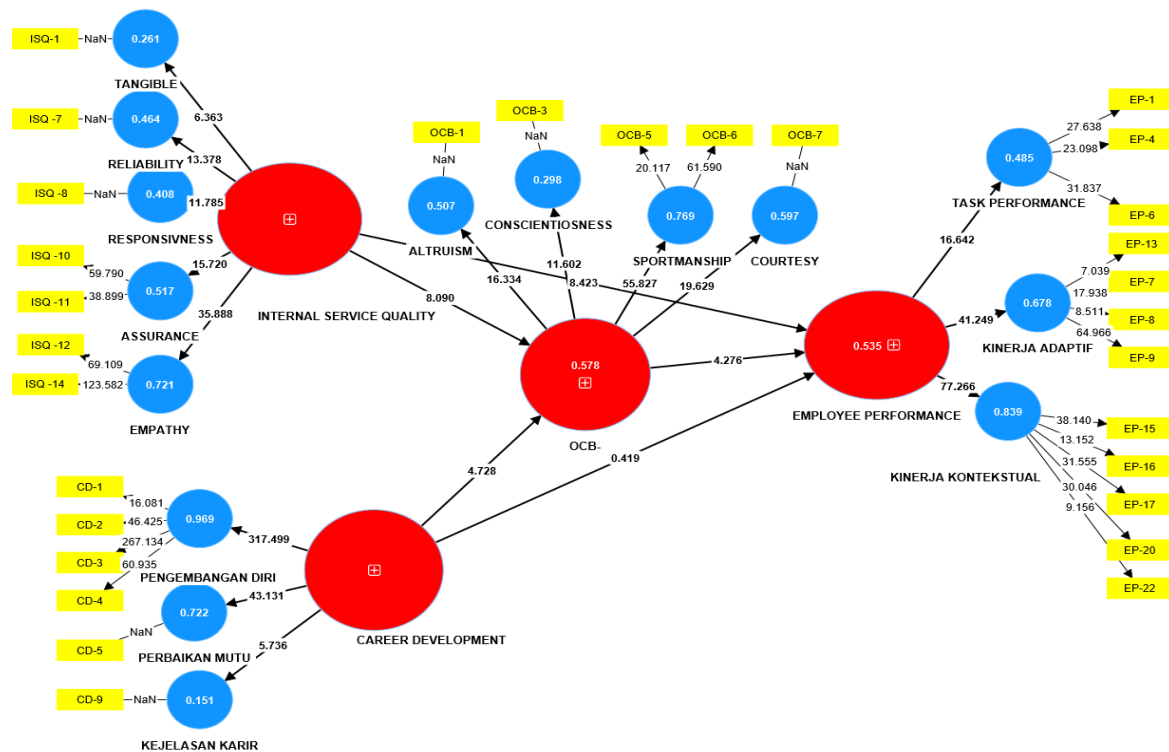 ISQ-1
NaN
0.261
TANGIBLE
6.363
ISQ -7
NaN
0.464
RELIABILITY
13.378
ISQ -8
NaN
0.408
RESPONSIVNESS
11.785
ISQ -10
59.790
ISQ -11
38.899
0.517
ASSURANCE
15.720
ISQ -12
69.109
ISQ -14
123.582
0.721
EMPATHY
35.888
INTERNAL SERVICE QUALITY
8.090
8.423
OCB-1
NaN
0.507
ALTRUISM
16.334
OCB-3
NaN
0.298
CONSCIENTIOSNESS
11.602
OCB-5
20.117
OCB-6
61.590
0.769
SPORTMANSHIP
55.827
OCB-7
NaN
0.597
COURTESY
19.629
0.578
OCB-
4.276
4.728
0.419
CD-1
16.081
CD-2
46.425
CD-3
267.134
CD-4
60.935
0.969
PENGEMBANGAN DIRI
317.499
CD-5
NaN
0.722
PERBAIKAN MUTU
43.131
CD-9
NaN
0.151
KEJELASAN KARIR
5.736
CAREER DEVELOPMENT
0.535
EMPLOYEE PERFORMANCE
16.642
0.485
TASK PERFORMANCE
27.638
EP-1
23.098
EP-4
31.837
EP-6
41.249
0.678
KINERJA ADAPTIF
7.039
EP-13
17.938
EP-7
8.511
EP-8
64.966
EP-9
77.266
0.839
KINERJA KONTEKSTUAL
38.140
EP-15
13.152
EP-16
31.555
EP-17
30.046
EP-20
9.156
EP-22